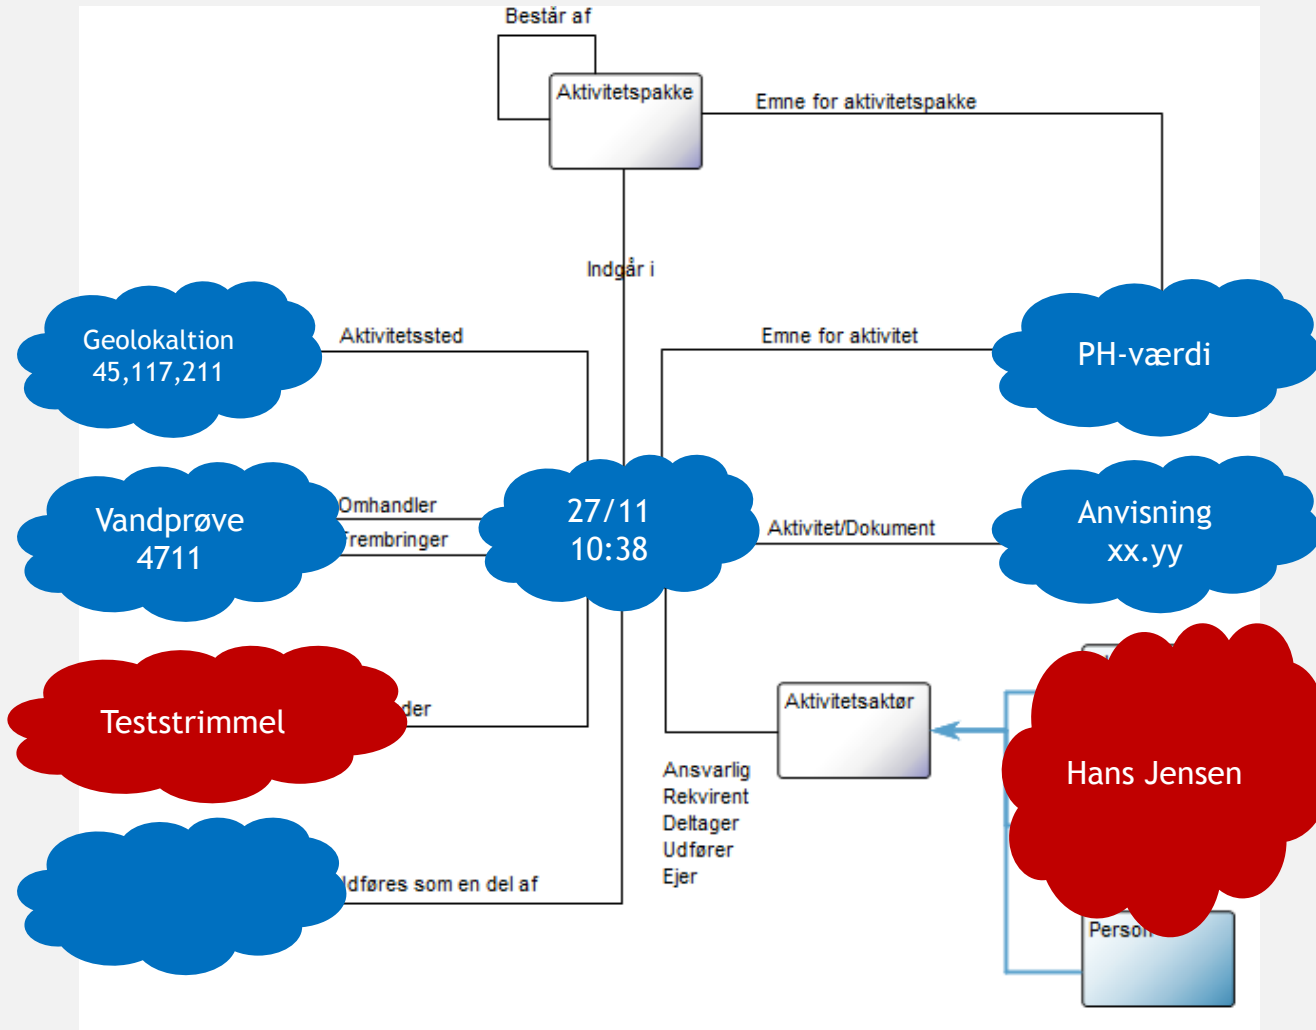 Består af
Aktivitetspakke
Emne for aktivitetspakke
Indgår i
Geolokaltion
45,117,211
Aktivitetssted
Emne for aktivitet
PH-værdi
Vandprøve
4711
Omhandler
Frembringer
27/11
10:38
Aktivitet/Dokument
Anvisning
xx.yy
Teststrimmel
der
Aktivitetsaktør
Ansvarlig
Rekvirent
Deltager
Udfører
Ejer
Hans Jensen
Udføres som en del af
Person